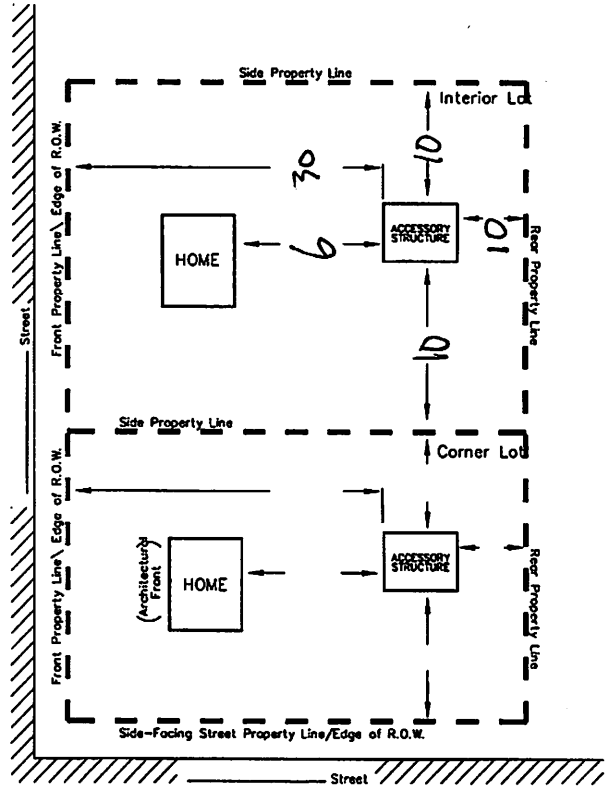 Side Property Line
Interior Lot
Front Property Line\ Edge of R.O.W.
30
10
HOME
6
ACCESSORY
STRUCTURE
10
Rear Property Line
10
Street
Side Property Line
Corner Lot
Front Property Line\ Edge of R.O.W.
(Architectural
Front)
HOME
ACCESSORY
STRUCTURE
Rear Property Line
Side-Facing Street Property Line/Edge of R.O.W.
Street